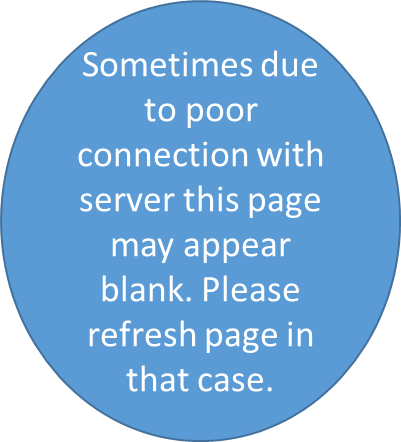 Sometimes due
to poor
connection with
server this page
may appear
blank. Please
refresh page in
that case.